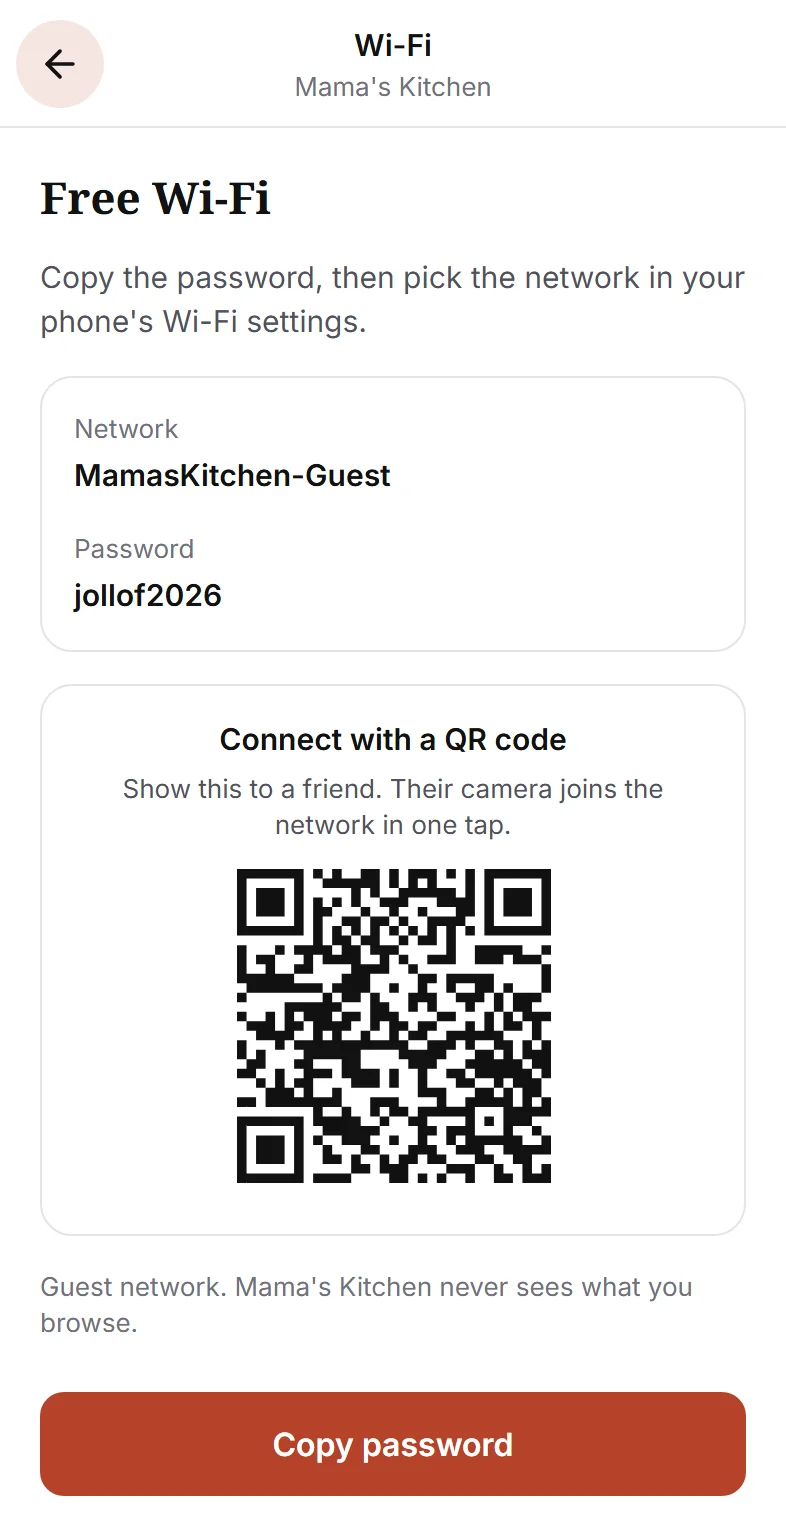 Wi-Fi
Mama's Kitchen
Free Wi-Fi
Copy the password, then pick the network in your
phone's Wi-Fi settings.
Network
MamasKitchen-Guest
Password
jollof2026
Connect with a QR code
Show this to a friend. Their camera joins the
network in one tap.
Guest network. Mama's Kitchen never sees what you
browse.
Copy password